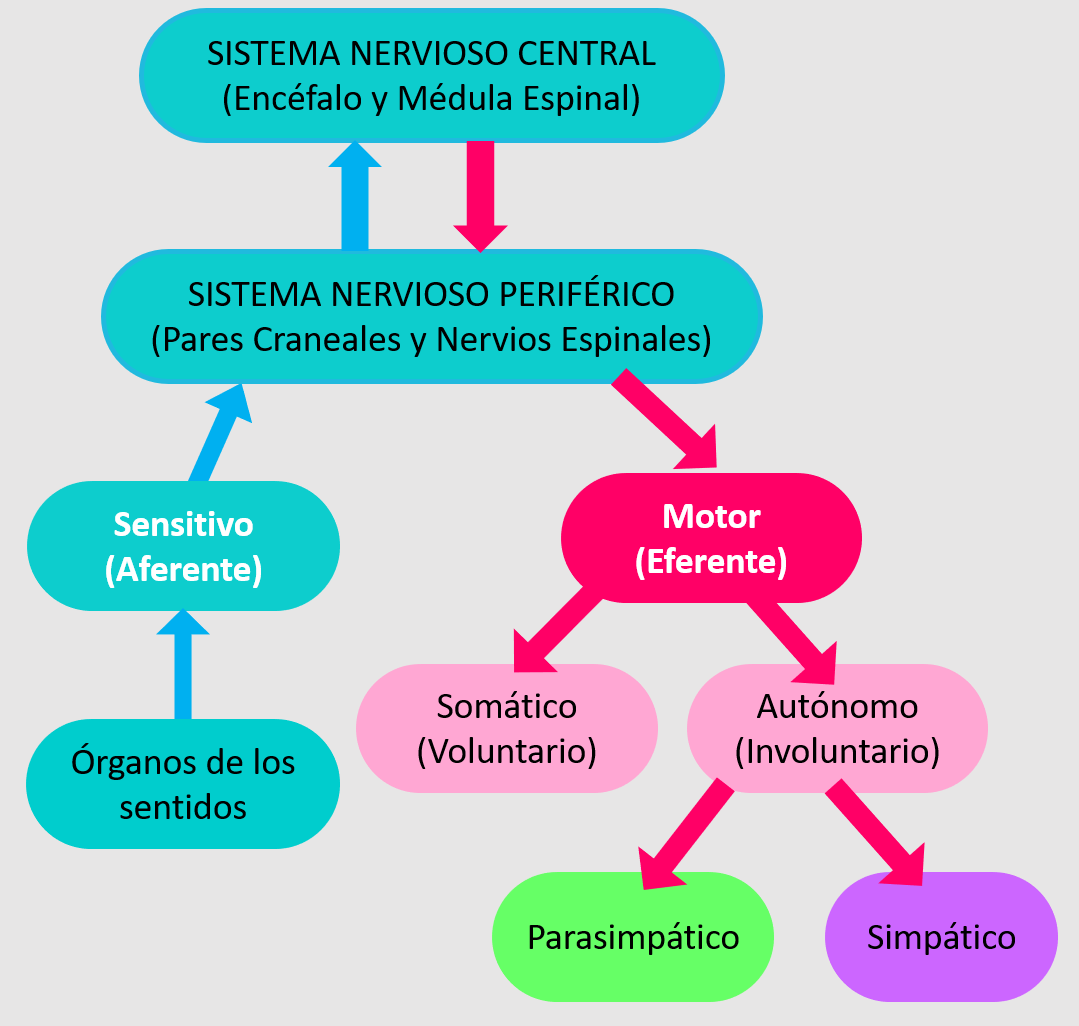 SISTEMA NERVIOSO CENTRAL
(Encéfalo y Médula Espinal)
SISTEMA NERVIOSO PERIFÉRICO
(Pares Craneales y Nervios Espinales)
Sensitivo
(Aferente)
Motor
(Eferente)
Órganos de los
sentidos
Somático
(Voluntario)
Autónomo
(Involuntario)
Parasimpático
Simpático